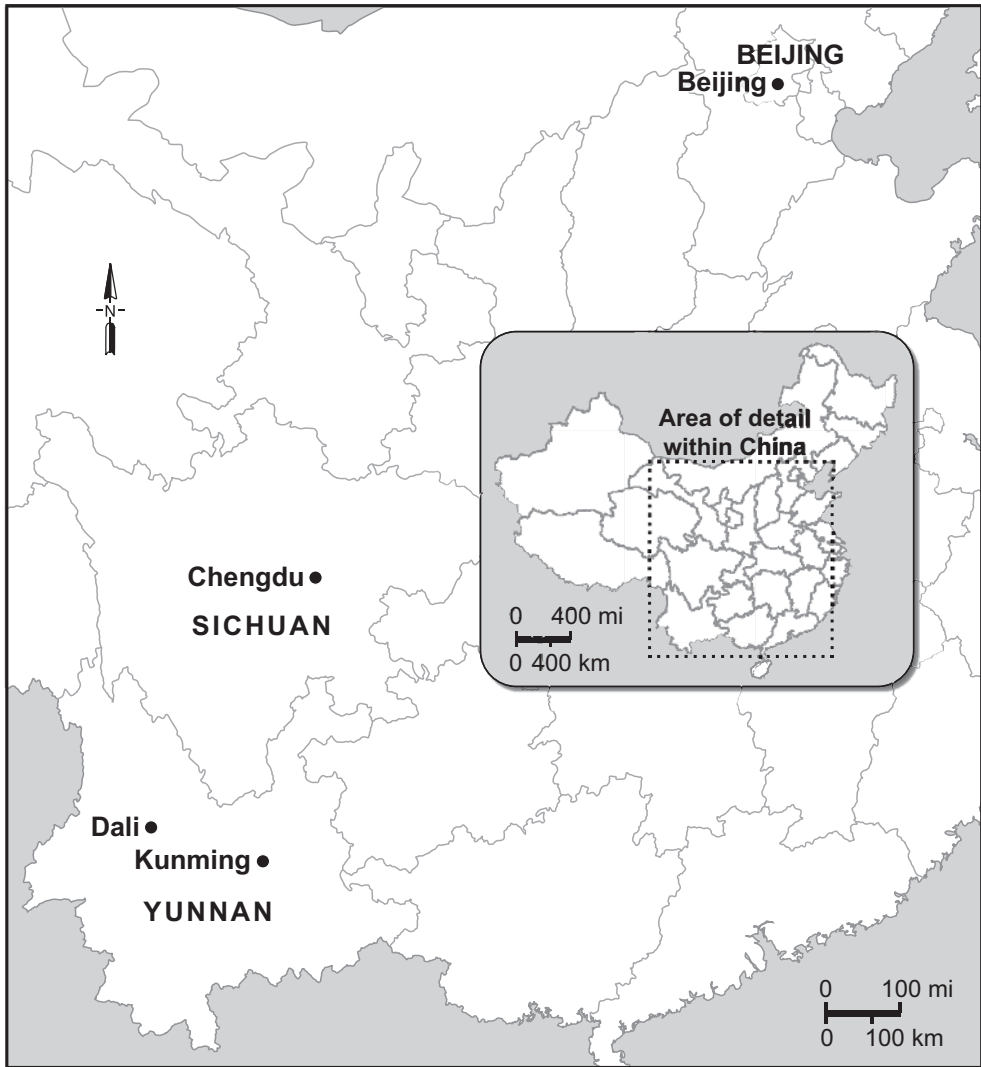 BEIJING
Beijing
N
Area of detail
within China
0 400 mi
0 400 km
Chengdu
SICHUAN
Dali
Kunming
YUNNAN
0 100 mi
0 100 km